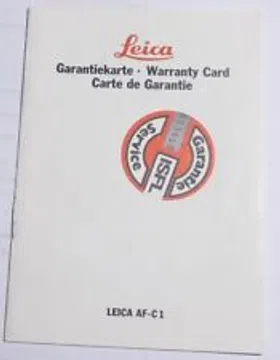 Leica
Garantiekarte · Warranty Card
Carte de Garantie
Garantie
Service
ISFL
LEICA AF-C1